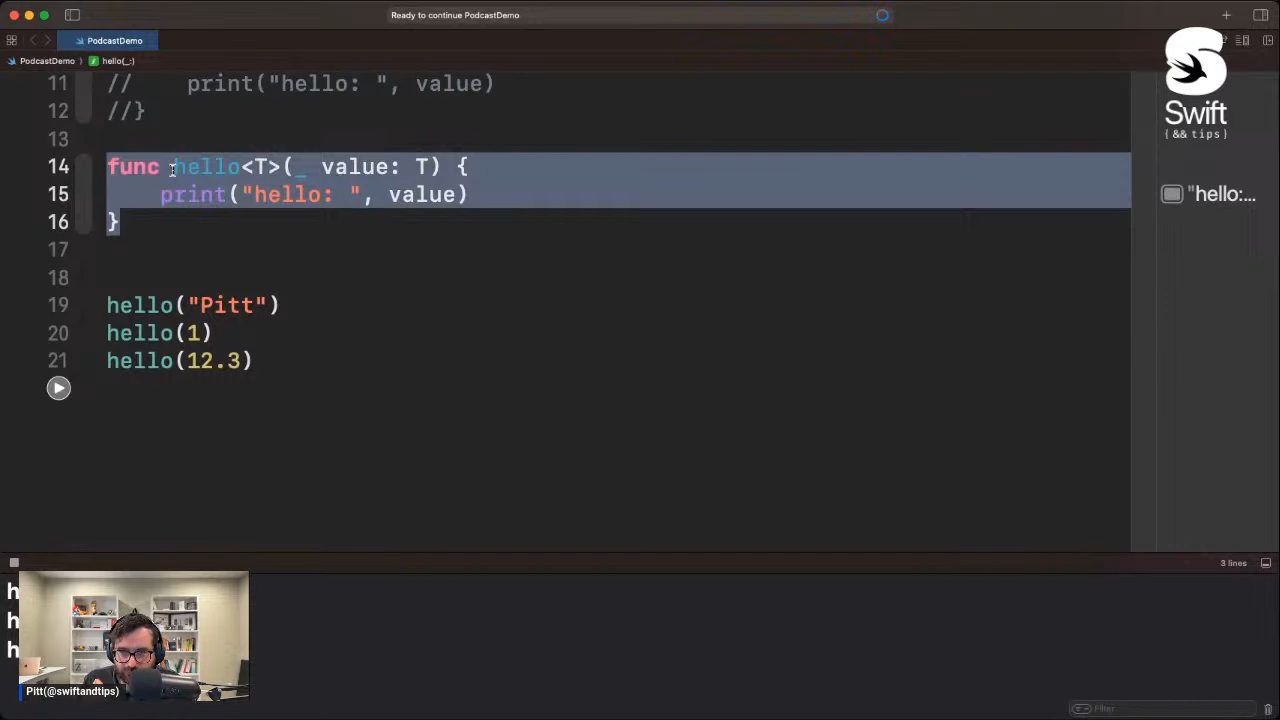 Ready to continue PodcastDemo
PodcastDemo
PodcastDemo 〉 hello(_:)
11 //    print("hello: ", value)
12 //}
13
14 func hello<T>(_ value: T) {
15     print("hello: ", value)
16 }
17
18
19 hello("Pitt")
20 hello(1)
21 hello(12.3)
Swift
{ && tips }
"hello:...
3 lines
h
h
h
Pitt(@swiftandtips)
Filter